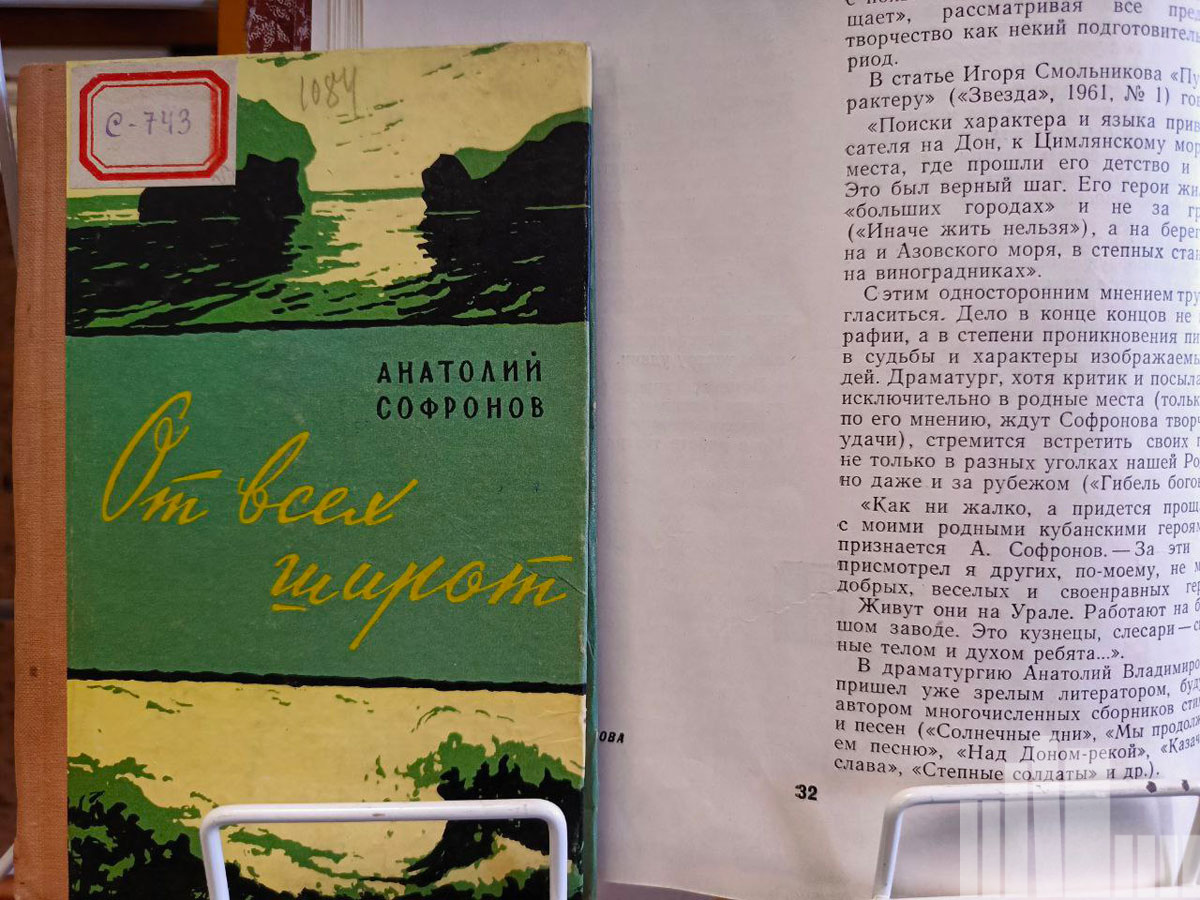 1084
С-743
АНАТОЛИЙ
СОФРОНОВ
От всех
широт
щает», рассматривая все
творчество как некий
риод.
В статье Игоря Смольникова
рактеру» («Звезда», 1961, № 1)
«Поиски характера и языка
сателя на Дон, к Цимлянскому
места, где прошли его детство и
Это был верный шаг. Его герои
«больших городах» и не за
(«Иначе жить нельзя»), а на
на и Азовского моря, в степных
на виноградниках».
С этим односторонним мнением
гласиться. Дело в конце концов не
рафии, а в степени проникновения
в судьбы и характеры
дей. Драматург, хотя критик и
исключительно в родные места
по его мнению, ждут Софронова
удачи), стремится встретить своих
не только в разных уголках нашей
но даже и за рубежом («Гибель
«Как ни жалко, а придется
с моими родными кубанскими
признается А. Софронов. — За эти
присмотрел я других, по-моему, не
добрых, веселых и своенравных
Живут они на Урале. Работают на
шом заводе. Это кузнецы, слесари —
ные телом и духом ребята...».
В драматургию Анатолий
пришел уже зрелым литератором,
автором многочисленных сборников
и песен («Солнечные дни», «Мы
ем песню», «Над Доном-рекой»,
слава», «Степные солдаты» и др.).
ОВА
32